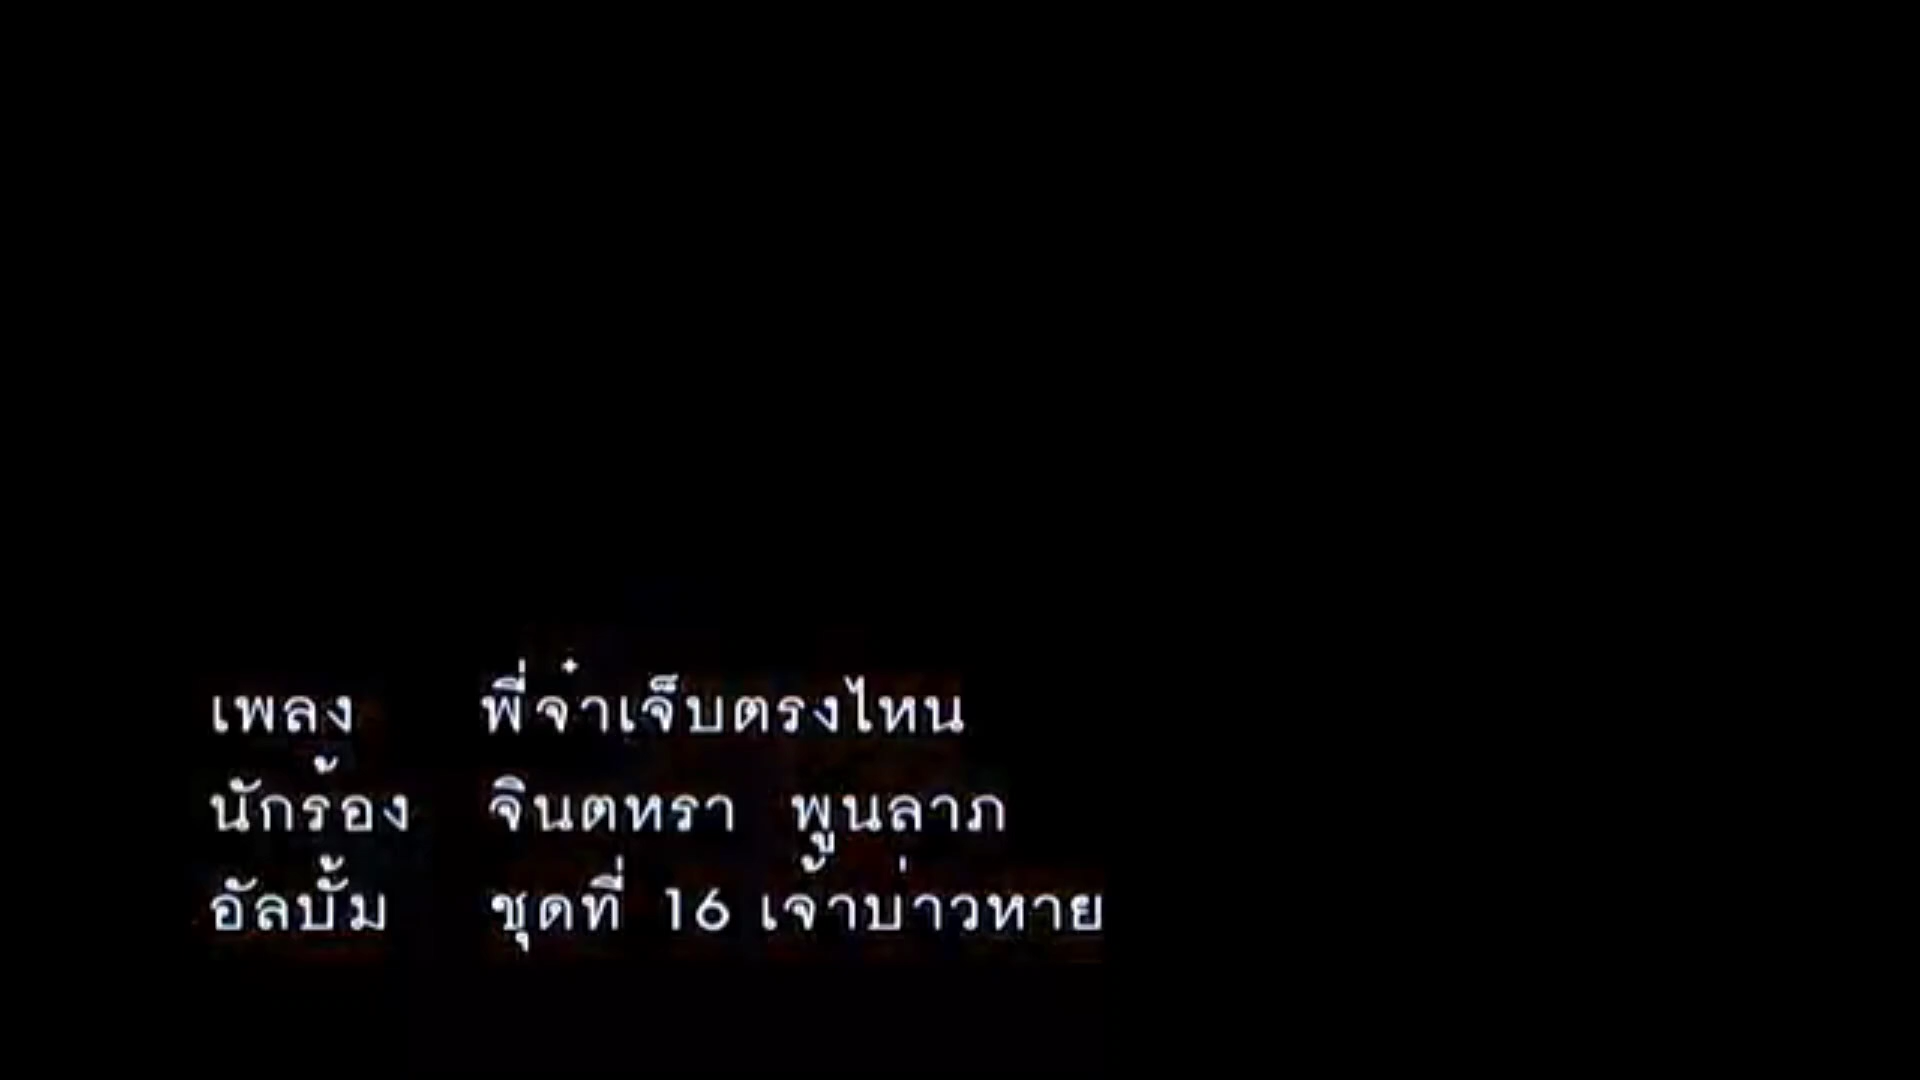 เพลง พี่จ๋าเจ็บตรงไหน
นักร้อง จินตหรา พูนลาภ
อัลบั้ม ชุดที่ 16 เจ้าบ่าวหาย